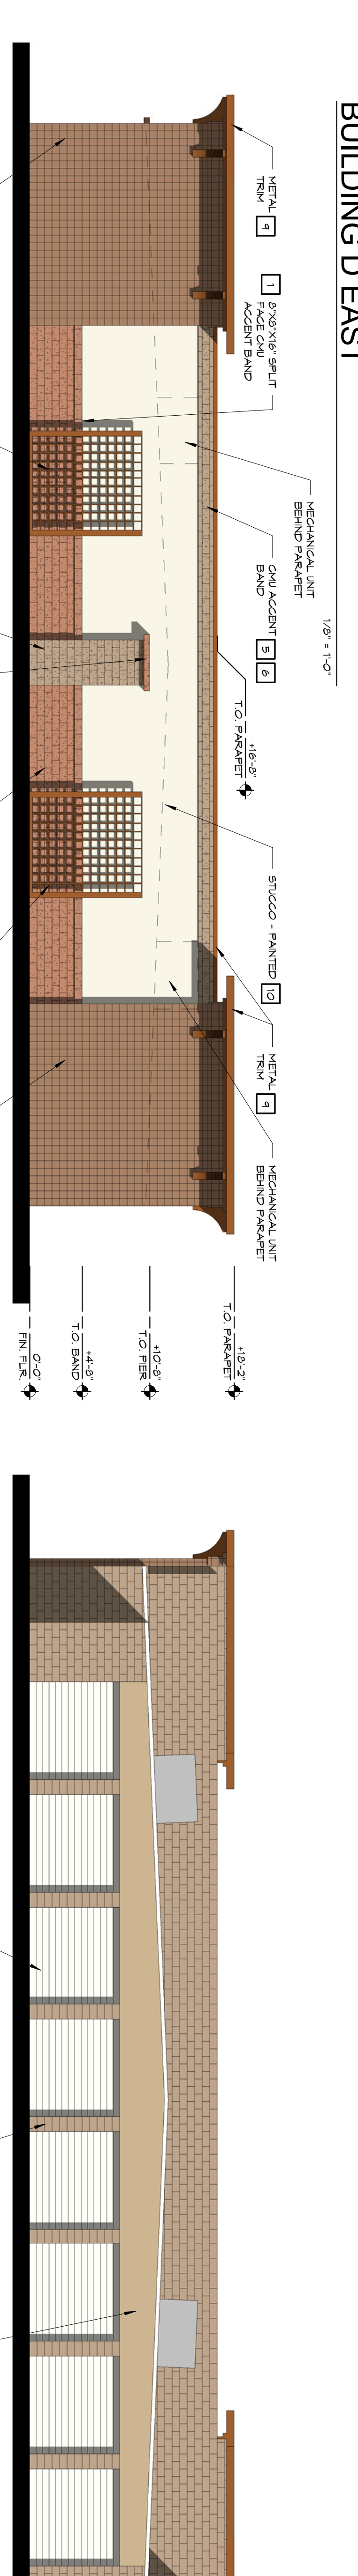 BUILDING D EAST
1/8" = 1'-0"
METAL
TRIM
9
1
8"X8"X16" SPLIT
FACE CMU
ACCENT BAND
MECHANICAL UNIT
BEHIND PARAPET
CMU ACCENT
BAND
5
6
+16'-8"
T.O. PARAPET
STUCCO - PAINTED
10
METAL
TRIM
9
MECHANICAL UNIT
BEHIND PARAPET
+18'-2"
T.O. PARAPET
+10'-8"
T.O. PIER
+4'-8"
T.O. BAND
0'-0"
FIN. FLR.